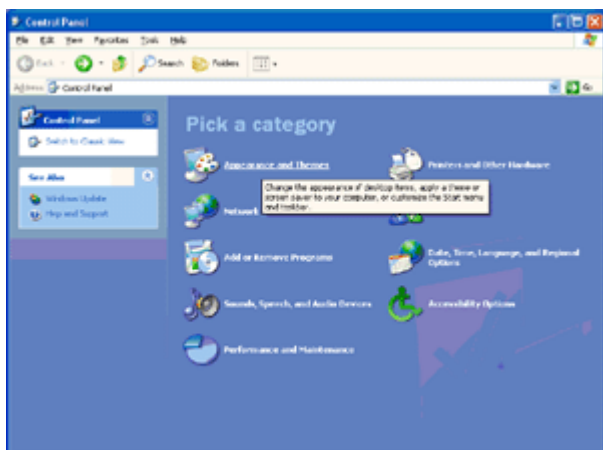 Control Panel
File Edit View Favorites Tools Help
Back Search Folders
Address Control Panel Go
Control Panel
Switch to Classic View
See Also
Windows Update
Help and Support
Pick a category
Appearance and Themes
Printers and Other Hardware
Change the appearance of desktop items, apply a theme or
screen saver to your computer, or customize the Start menu
and taskbar.
Network
Add or Remove Programs
Date, Time, Language, and Regional
Options
Sounds, Speech, and Audio Devices
Accessibility Options
Performance and Maintenance